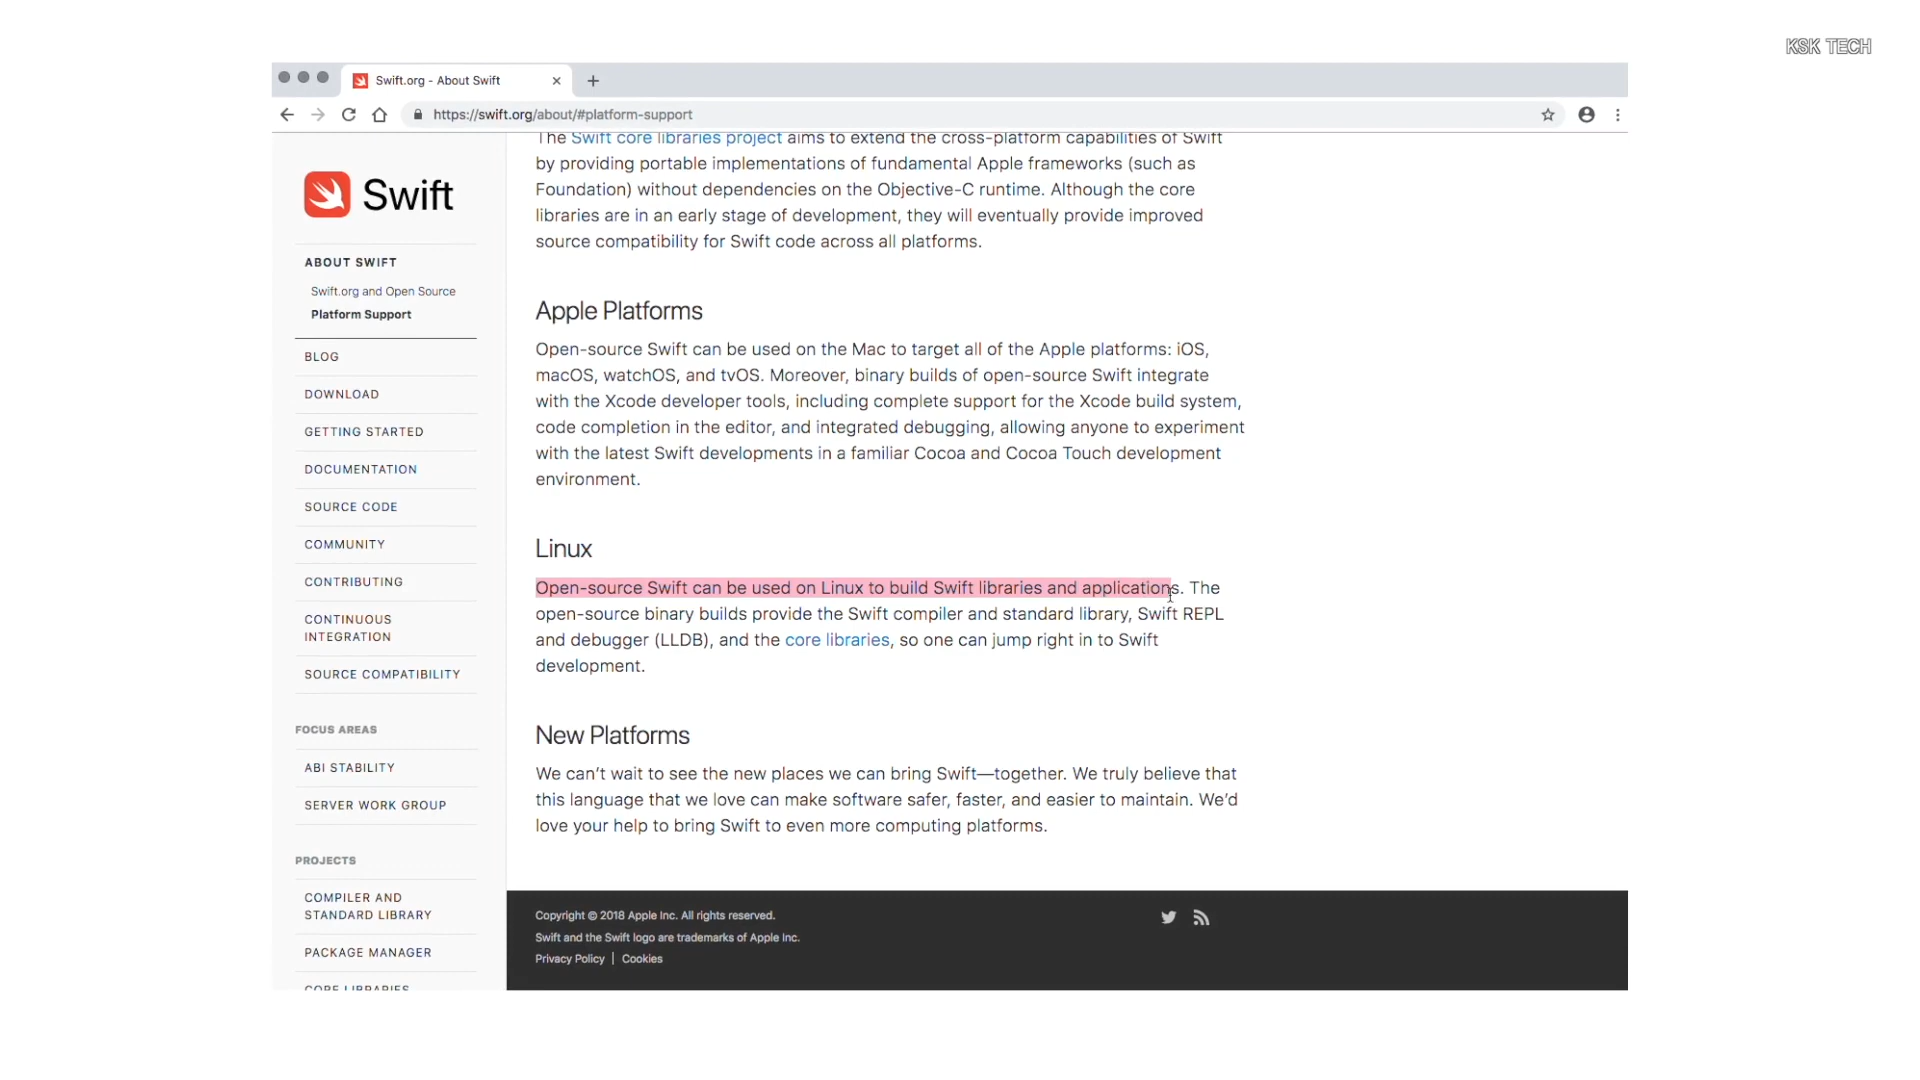 KSK TECH
Swift.org - About Swift
https://swift.org/about/#platform-support
Swift
ABOUT SWIFT
Swift.org and Open Source
Platform Support
BLOG
DOWNLOAD
GETTING STARTED
DOCUMENTATION
SOURCE CODE
COMMUNITY
CONTRIBUTING
CONTINUOUS
INTEGRATION
SOURCE COMPATIBILITY
FOCUS AREAS
ABI STABILITY
SERVER WORK GROUP
PROJECTS
COMPILER AND
STANDARD LIBRARY
PACKAGE MANAGER
CORE LIBRARIES
The Swift core libraries project aims to extend the cross-platform capabilities of Swift
by providing portable implementations of fundamental Apple frameworks (such as
Foundation) without dependencies on the Objective-C runtime. Although the core
libraries are in an early stage of development, they will eventually provide improved
source compatibility for Swift code across all platforms.
Apple Platforms
Open-source Swift can be used on the Mac to target all of the Apple platforms: iOS,
macOS, watchOS, and tvOS. Moreover, binary builds of open-source Swift integrate
with the Xcode developer tools, including complete support for the Xcode build system,
code completion in the editor, and integrated debugging, allowing anyone to experiment
with the latest Swift developments in a familiar Cocoa and Cocoa Touch development
environment.
Linux
Open-source Swift can be used on Linux to build Swift libraries and applications. The
open-source binary builds provide the Swift compiler and standard library, Swift REPL
and debugger (LLDB), and the core libraries, so one can jump right in to Swift
development.
New Platforms
We can’t wait to see the new places we can bring Swift—together. We truly believe that
this language that we love can make software safer, faster, and easier to maintain. We’d
love your help to bring Swift to even more computing platforms.
Copyright © 2018 Apple Inc. All rights reserved.
Swift and the Swift logo are trademarks of Apple Inc.
Privacy Policy | Cookies